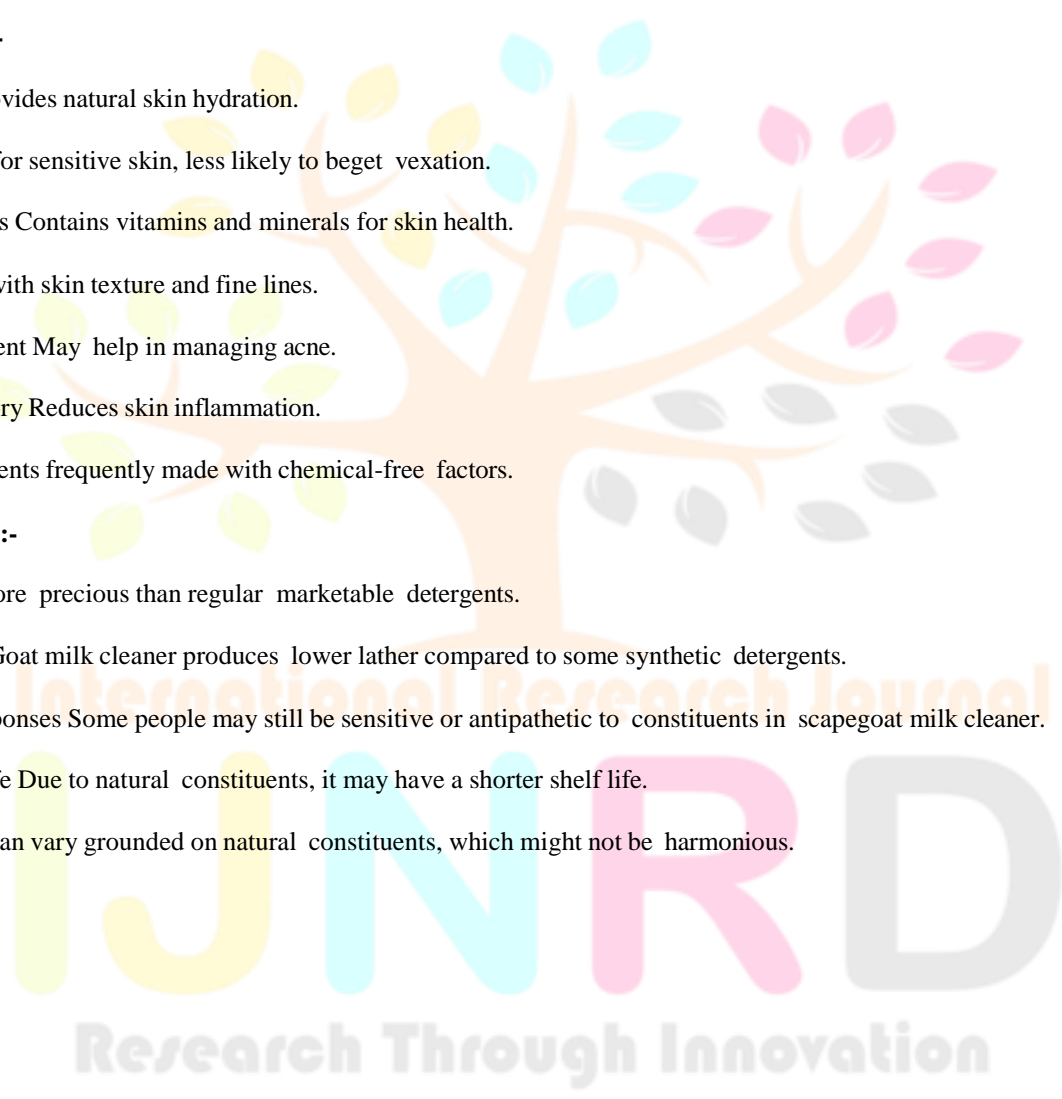 -
vides natural skin hydration.
or sensitive skin, less likely to beget vexation.
s Contains vitamins and minerals for skin health.
with skin texture and fine lines.
ent May help in managing acne.
ry Reduces skin inflammation.
ents frequently made with chemical-free factors.
:-
ore precious than regular marketable detergents.
Goat milk cleaner produces lower lather compared to some synthetic detergents.
onses Some people may still be sensitive or antipathetic to constituents in scapegoat milk cleaner.
e Due to natural constituents, it may have a shorter shelf life.
an vary grounded on natural constituents, which might not be harmonious.
International Research Journal
IJNRD
Research Through Innovation